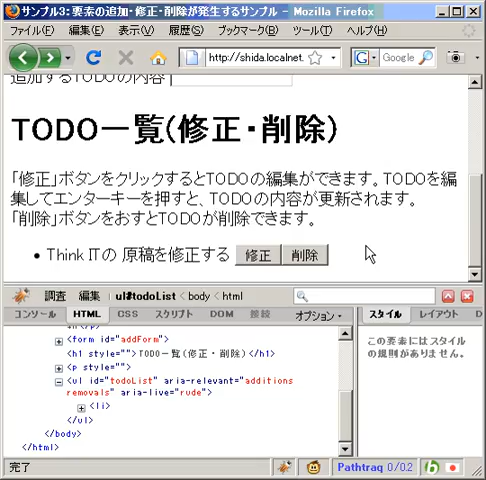 サンプル3：要素の追加・修正・削除が発生するサンプル - Mozilla Firefox
ファイル(F) 編集(E) 表示(V) 履歴(S) ブックマーク(B) ツール(T) ヘルプ(H)
http://shida.localnet. G Google
追加するTODOの内容
TODO一覧(修正・削除)
「修正」ボタンをクリックするとTODOの編集ができます。TODOを編
集してエンターキーを押すと、TODOの内容が更新されます。
「削除」ボタンをおすとTODOが削除できます。
• Think ITの 原稿を修正する 修正 削除
調査 編集 ul#todoList < body < html
コンソール HTML CSS スクリプト DOM 接続 オプション スタイル レイアウト D
<form id="addForm">
<h1 style="">TODO一覧(修正・削除)</h1>
<p style="">
<ul id="todoList" aria-relevant="additions
removals" aria-live="rude">
<li>
</ul>
</body>
</html>
この要素にはスタイル
の規則がありません。
完了 Pathtraq 0/0.2 b